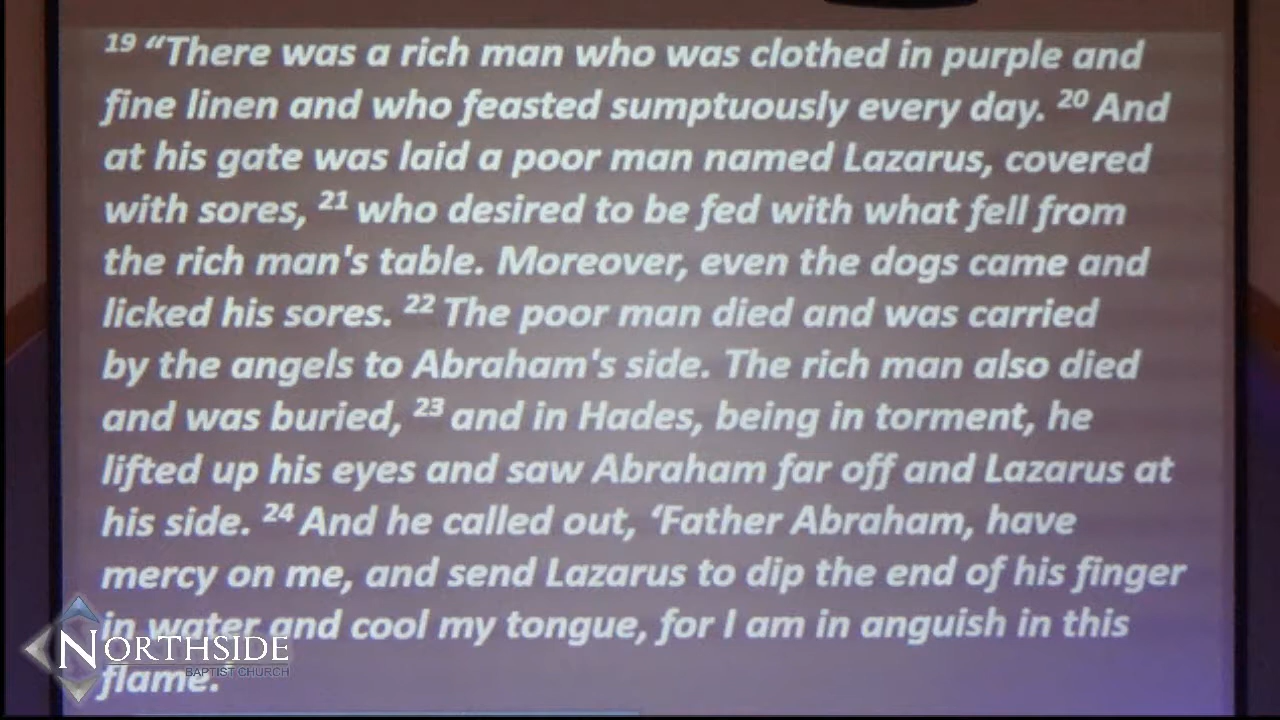 19 “There was a rich man who was clothed in purple and
fine linen and who feasted sumptuously every day. 20 And
at his gate was laid a poor man named Lazarus, covered
with sores, 21 who desired to be fed with what fell from
the rich man's table. Moreover, even the dogs came and
licked his sores. 22 The poor man died and was carried
by the angels to Abraham's side. The rich man also died
and was buried, 23 and in Hades, being in torment, he
lifted up his eyes and saw Abraham far off and Lazarus at
his side. 24 And he called out, ‘Father Abraham, have
mercy on me, and send Lazarus to dip the end of his finger
in water and cool my tongue, for I am in anguish in this
flame.
NORTHSIDE
BAPTIST CHURCH